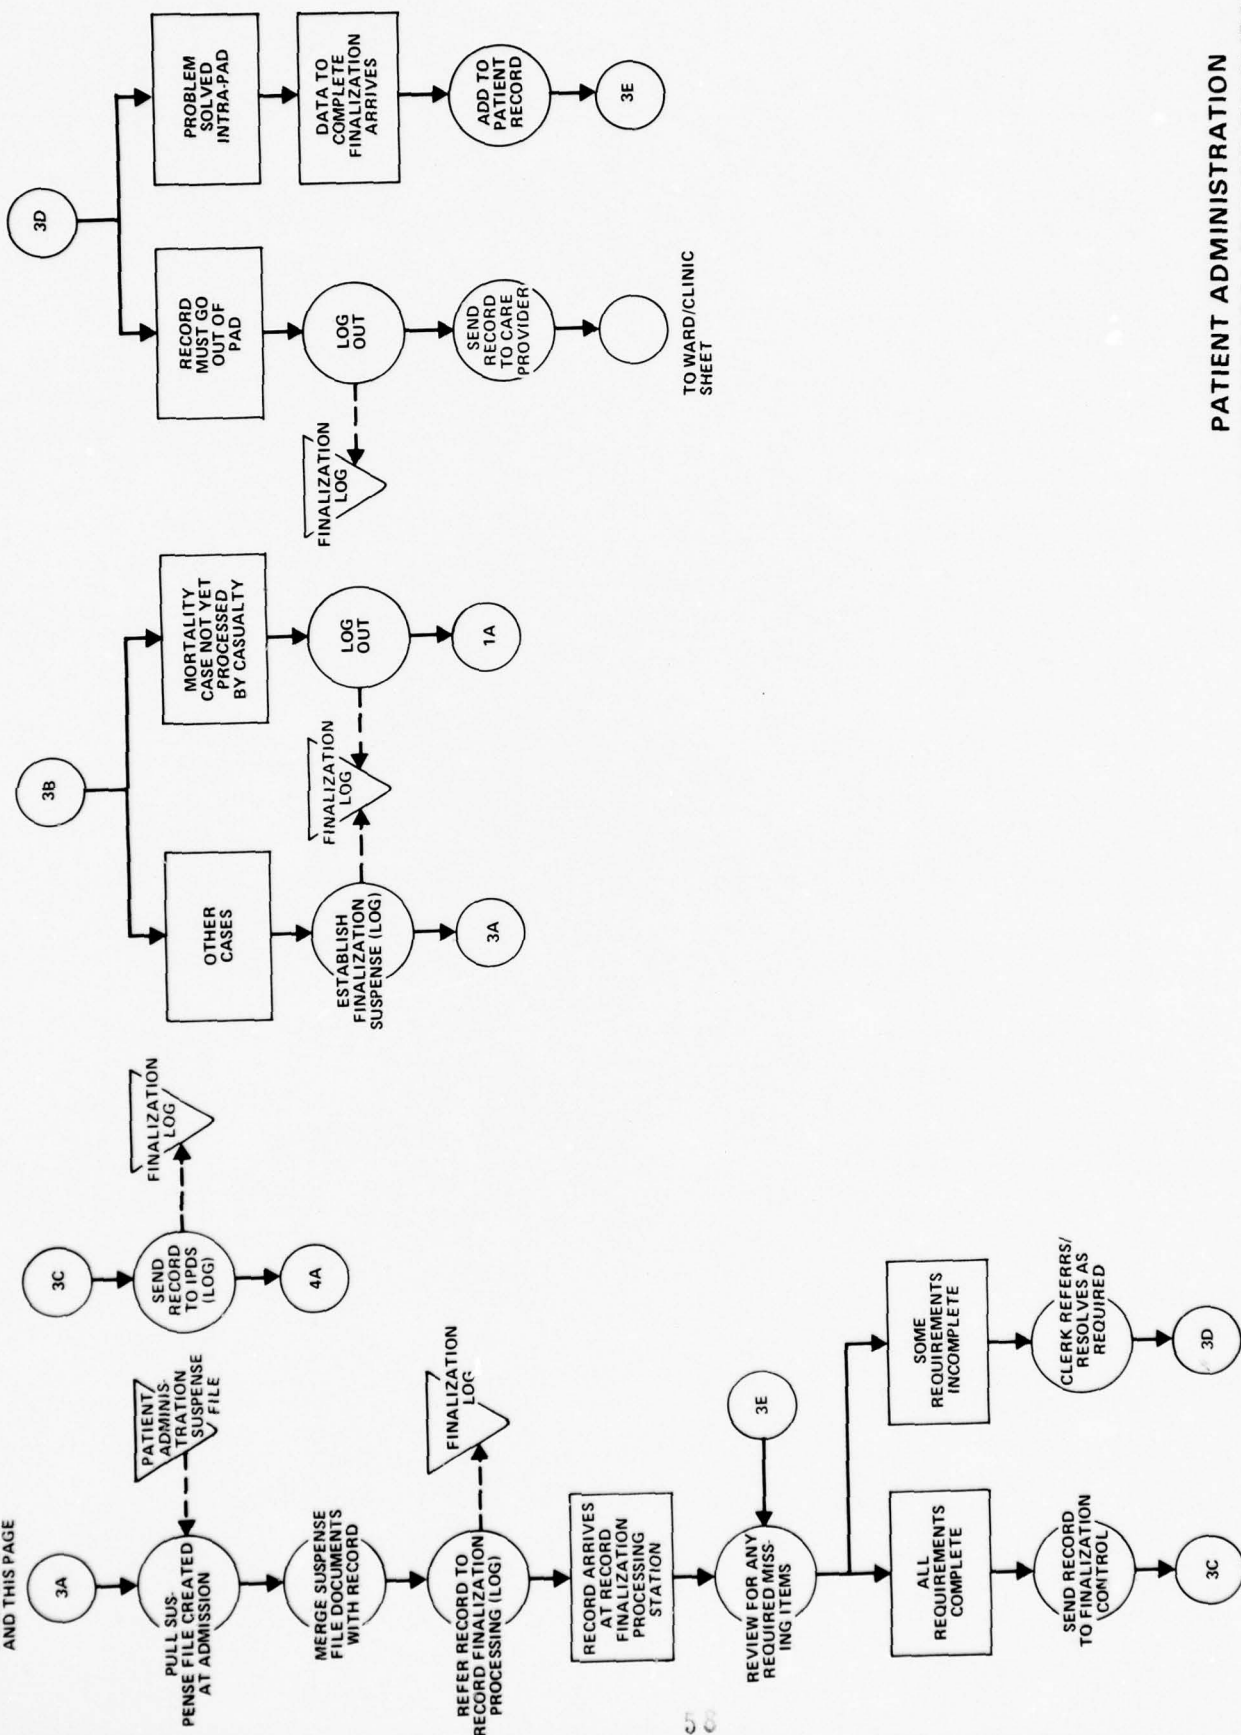 AND THIS PAGE
3A
PULL SUS-
PENSE FILE CREATED
AT ADMISSION
PATIENT/
ADMINIS-
TRATION
SUSPENSE
FILE
MERGE SUSPENSE
FILE DOCUMENTS
WITH RECORD
REFER RECORD TO
RECORD FINALIZATION
PROCESSING (LOG)
FINALIZATION
LOG
RECORD ARRIVES
AT RECORD
FINALIZATION
PROCESSING
STATION
REVIEW FOR ANY
REQUIRED MISS-
ING ITEMS
3E
ALL
REQUIREMENTS
COMPLETE
SEND RECORD
TO FINALIZATION
CONTROL
3C
SOME
REQUIREMENTS
INCOMPLETE
CLERK REFERRS/
RESOLVES AS
REQUIRED
3D
3C
SEND
RECORD
TO IPDS
(LOG)
FINALIZATION
LOG
4A
3B
OTHER
CASES
ESTABLISH
FINALIZATION
SUSPENSE (LOG)
3A
FINALIZATION
LOG
MORTALITY
CASE NOT YET
PROCESSED
BY CASUALTY
LOG
OUT
1A
3D
RECORD
MUST GO
OUT OF
PAD
LOG
OUT
FINALIZATION
LOG
SEND
RECORD
TO CARE
PROVIDER
TO WARD/CLINIC
SHEET
PROBLEM
SOLVED
INTRA-PAD
DATA TO
COMPLETE
FINALIZATION
ARRIVES
ADD TO
PATIENT
RECORD
3E
PATIENT ADMINISTRATION
58